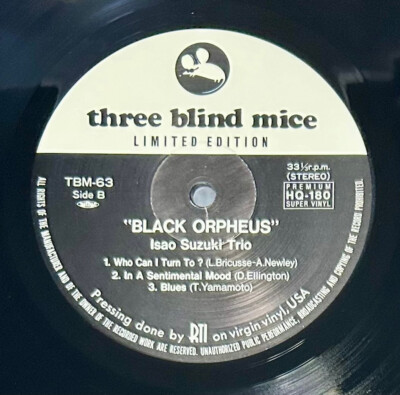 three blind mice
LIMITED EDITION
TBM-63
Side B
33⅓ r.p.m.
(STEREO)
PREMIUM
HQ-180
SUPER VINYL
"BLACK ORPHEUS"
Isao Suzuki Trio
1. Who Can I Turn To ? (L.Bricusse-A.Newley)
2. In A Sentimental Mood (D.Ellington)
3. Blues (T.Yamamoto)
Pressing done by RTI on virgin vinyl, USA
ALL RIGHTS OF THE MANUFACTURER AND OF THE OWNER OF THE RECORDED WORK ARE RESERVED. UNAUTHORIZED PUBLIC PERFORMANCE, BROADCASTING AND COPYING OF THIS RECORD PROHIBITED.